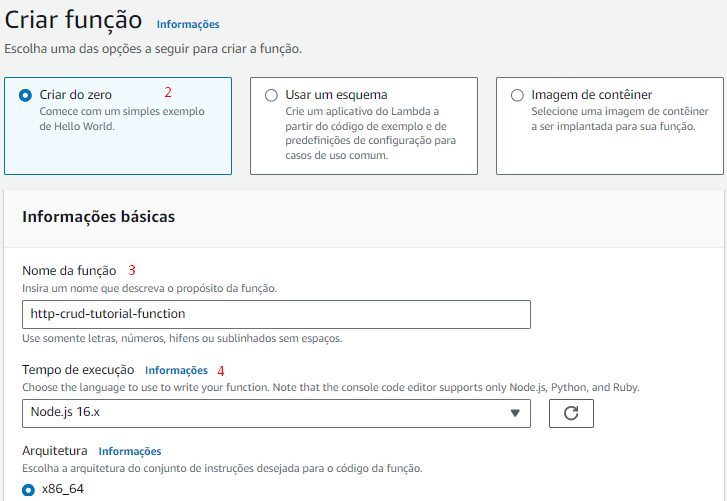 Criar função Informações
Escolha uma das opções a seguir para criar a função.
Criar do zero 2
Comece com um simples exemplo
de Hello World.
Usar um esquema
Crie um aplicativo do Lambda a
partir do código de exemplo e de
predefinições de configuração para
casos de uso comum.
Imagem de contêiner
Selecione uma imagem de contêiner
a ser implantada para sua função.
Informações básicas
Nome da função 3
Insira um nome que descreva o propósito da função.
http-crud-tutorial-function
Use somente letras, números, hifens ou sublinhados sem espaços.
Tempo de execução Informações 4
Choose the language to use to write your function. Note that the console code editor supports only Node.js, Python, and Ruby.
Node.js 16.x
Arquitetura Informações
Escolha a arquitetura do conjunto de instruções desejada para o código da função.
x86_64